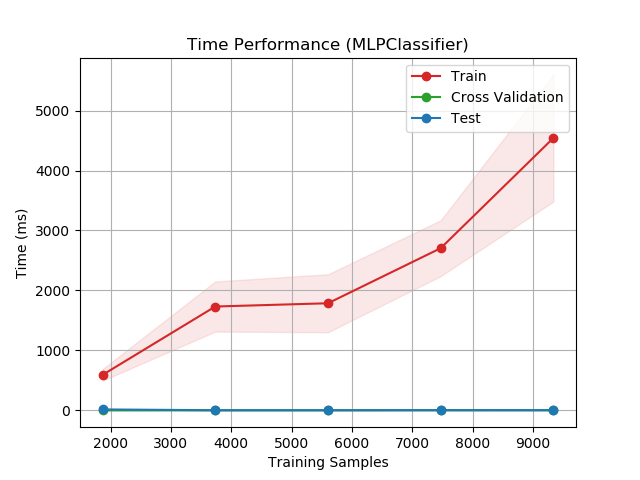 Time Performance (MLPClassifier)
Train
Cross Validation
Test
5000
4000
3000
2000
1000
0
Time (ms)
2000 3000 4000 5000 6000 7000 8000 9000
Training Samples